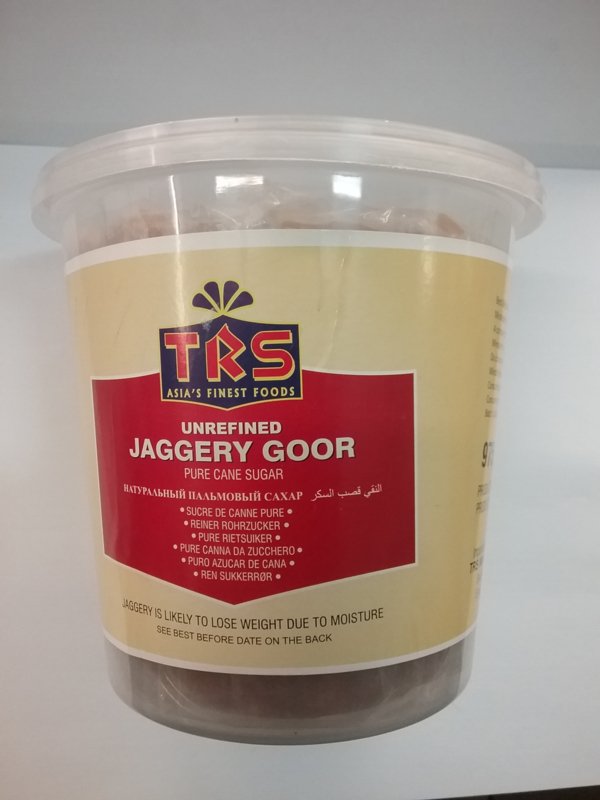 TRS
ASIA'S FINEST FOODS
UNREFINED
JAGGERY GOOR
PURE CANE SUGAR
НАТУРАЛЬНЫЙ ПАЛЬМОВЫЙ САХАР النقي قصب السكر
• SUCRE DE CANNE PURE •
• REINER ROHRZUCKER •
• PURE RIETSUIKER •
• PURE CANNA DA ZUCCHERO •
• PURO AZUCAR DE CANA •
• REN SUKKERRØR •
JAGGERY IS LIKELY TO LOSE WEIGHT DUE TO MOISTURE
SEE BEST BEFORE DATE ON THE BACK